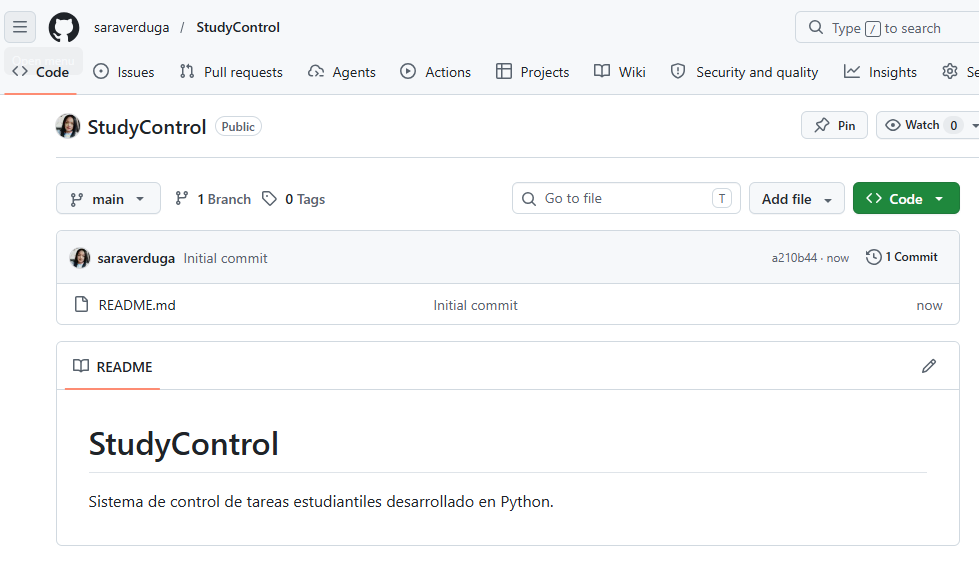 saraverduga / StudyControl
Type / to search
Code Issues Pull requests Agents Actions Projects Wiki Security and quality Insights Se
StudyControl Public
Pin Watch 0
main 1 Branch 0 Tags
Go to file T Add file Code
saraverduga Initial commit a210b44 · now 1 Commit
README.md Initial commit now
README
StudyControl
Sistema de control de tareas estudiantiles desarrollado en Python.